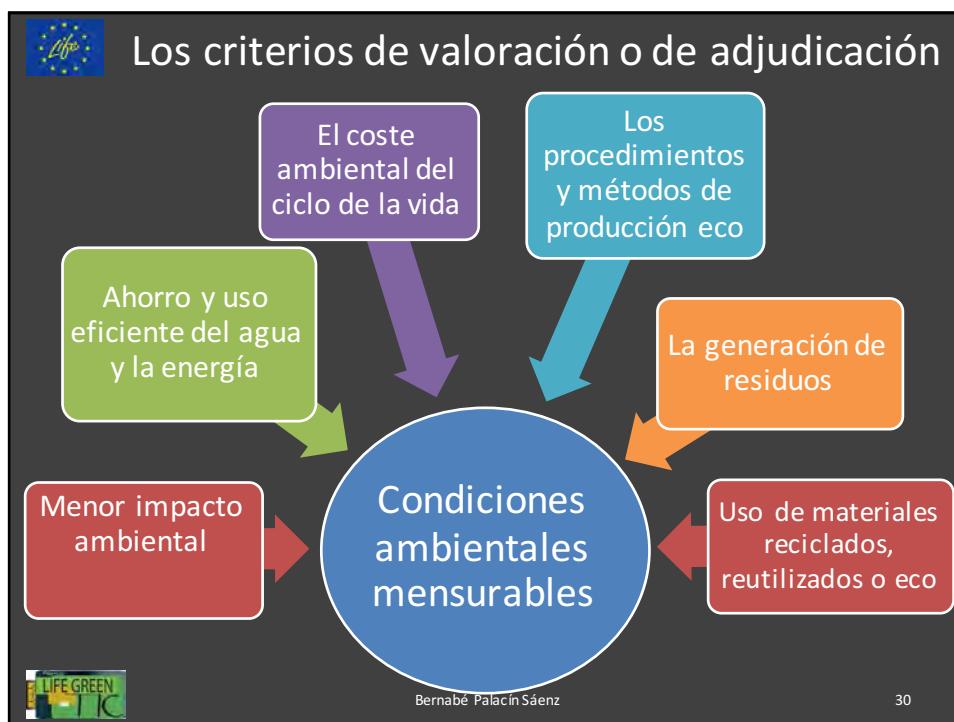 Life
Los criterios de valoración o de adjudicación
El coste
ambiental del
ciclo de la vida
Los
procedimientos
y métodos de
producción eco
Ahorro y uso
eficiente del agua
y la energía
La generación de
residuos
Menor impacto
ambiental
Condiciones
ambientales
mensurables
Uso de materiales
reciclados,
reutilizados o eco
LIFE GREEN
TIC
Bernabé Palacín Sáenz
30